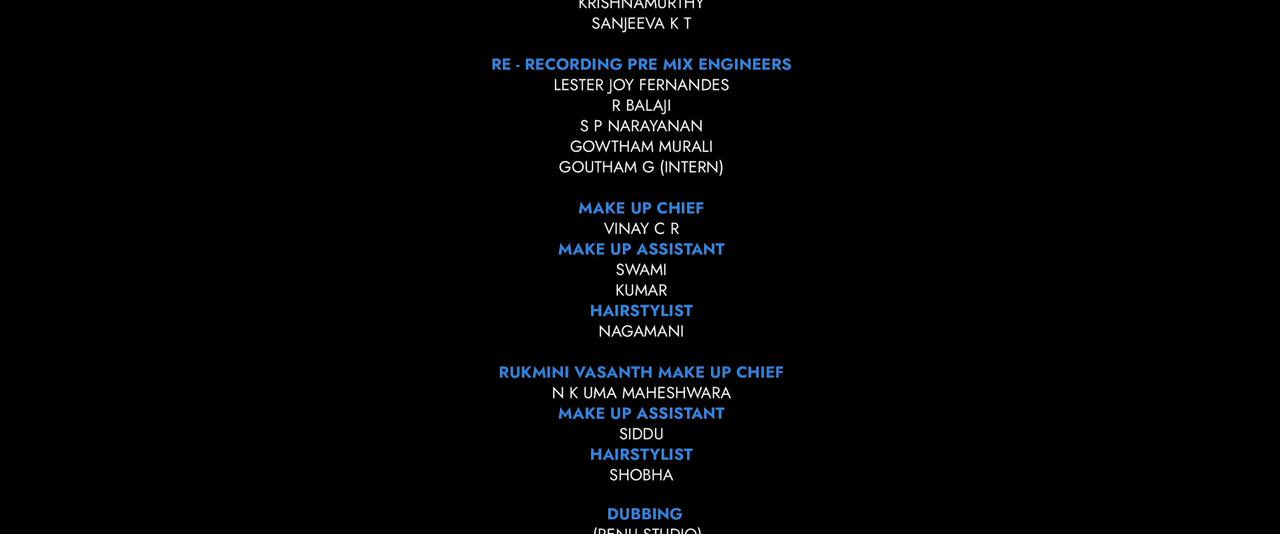 KRISHNAMURTHY
SANJEEVA K T
RE - RECORDING PRE MIX ENGINEERS
LESTER JOY FERNANDES
R BALAJI
S P NARAYANAN
GOWTHAM MURALI
GOUTHAM G (INTERN)
MAKE UP CHIEF
VINAY C R
MAKE UP ASSISTANT
SWAMI
KUMAR
HAIRSTYLIST
NAGAMANI
RUKMINI VASANTH MAKE UP CHIEF
N K UMA MAHESHWARA
MAKE UP ASSISTANT
SIDDU
HAIRSTYLIST
SHOBHA
DUBBING
(RENU STUDIO)